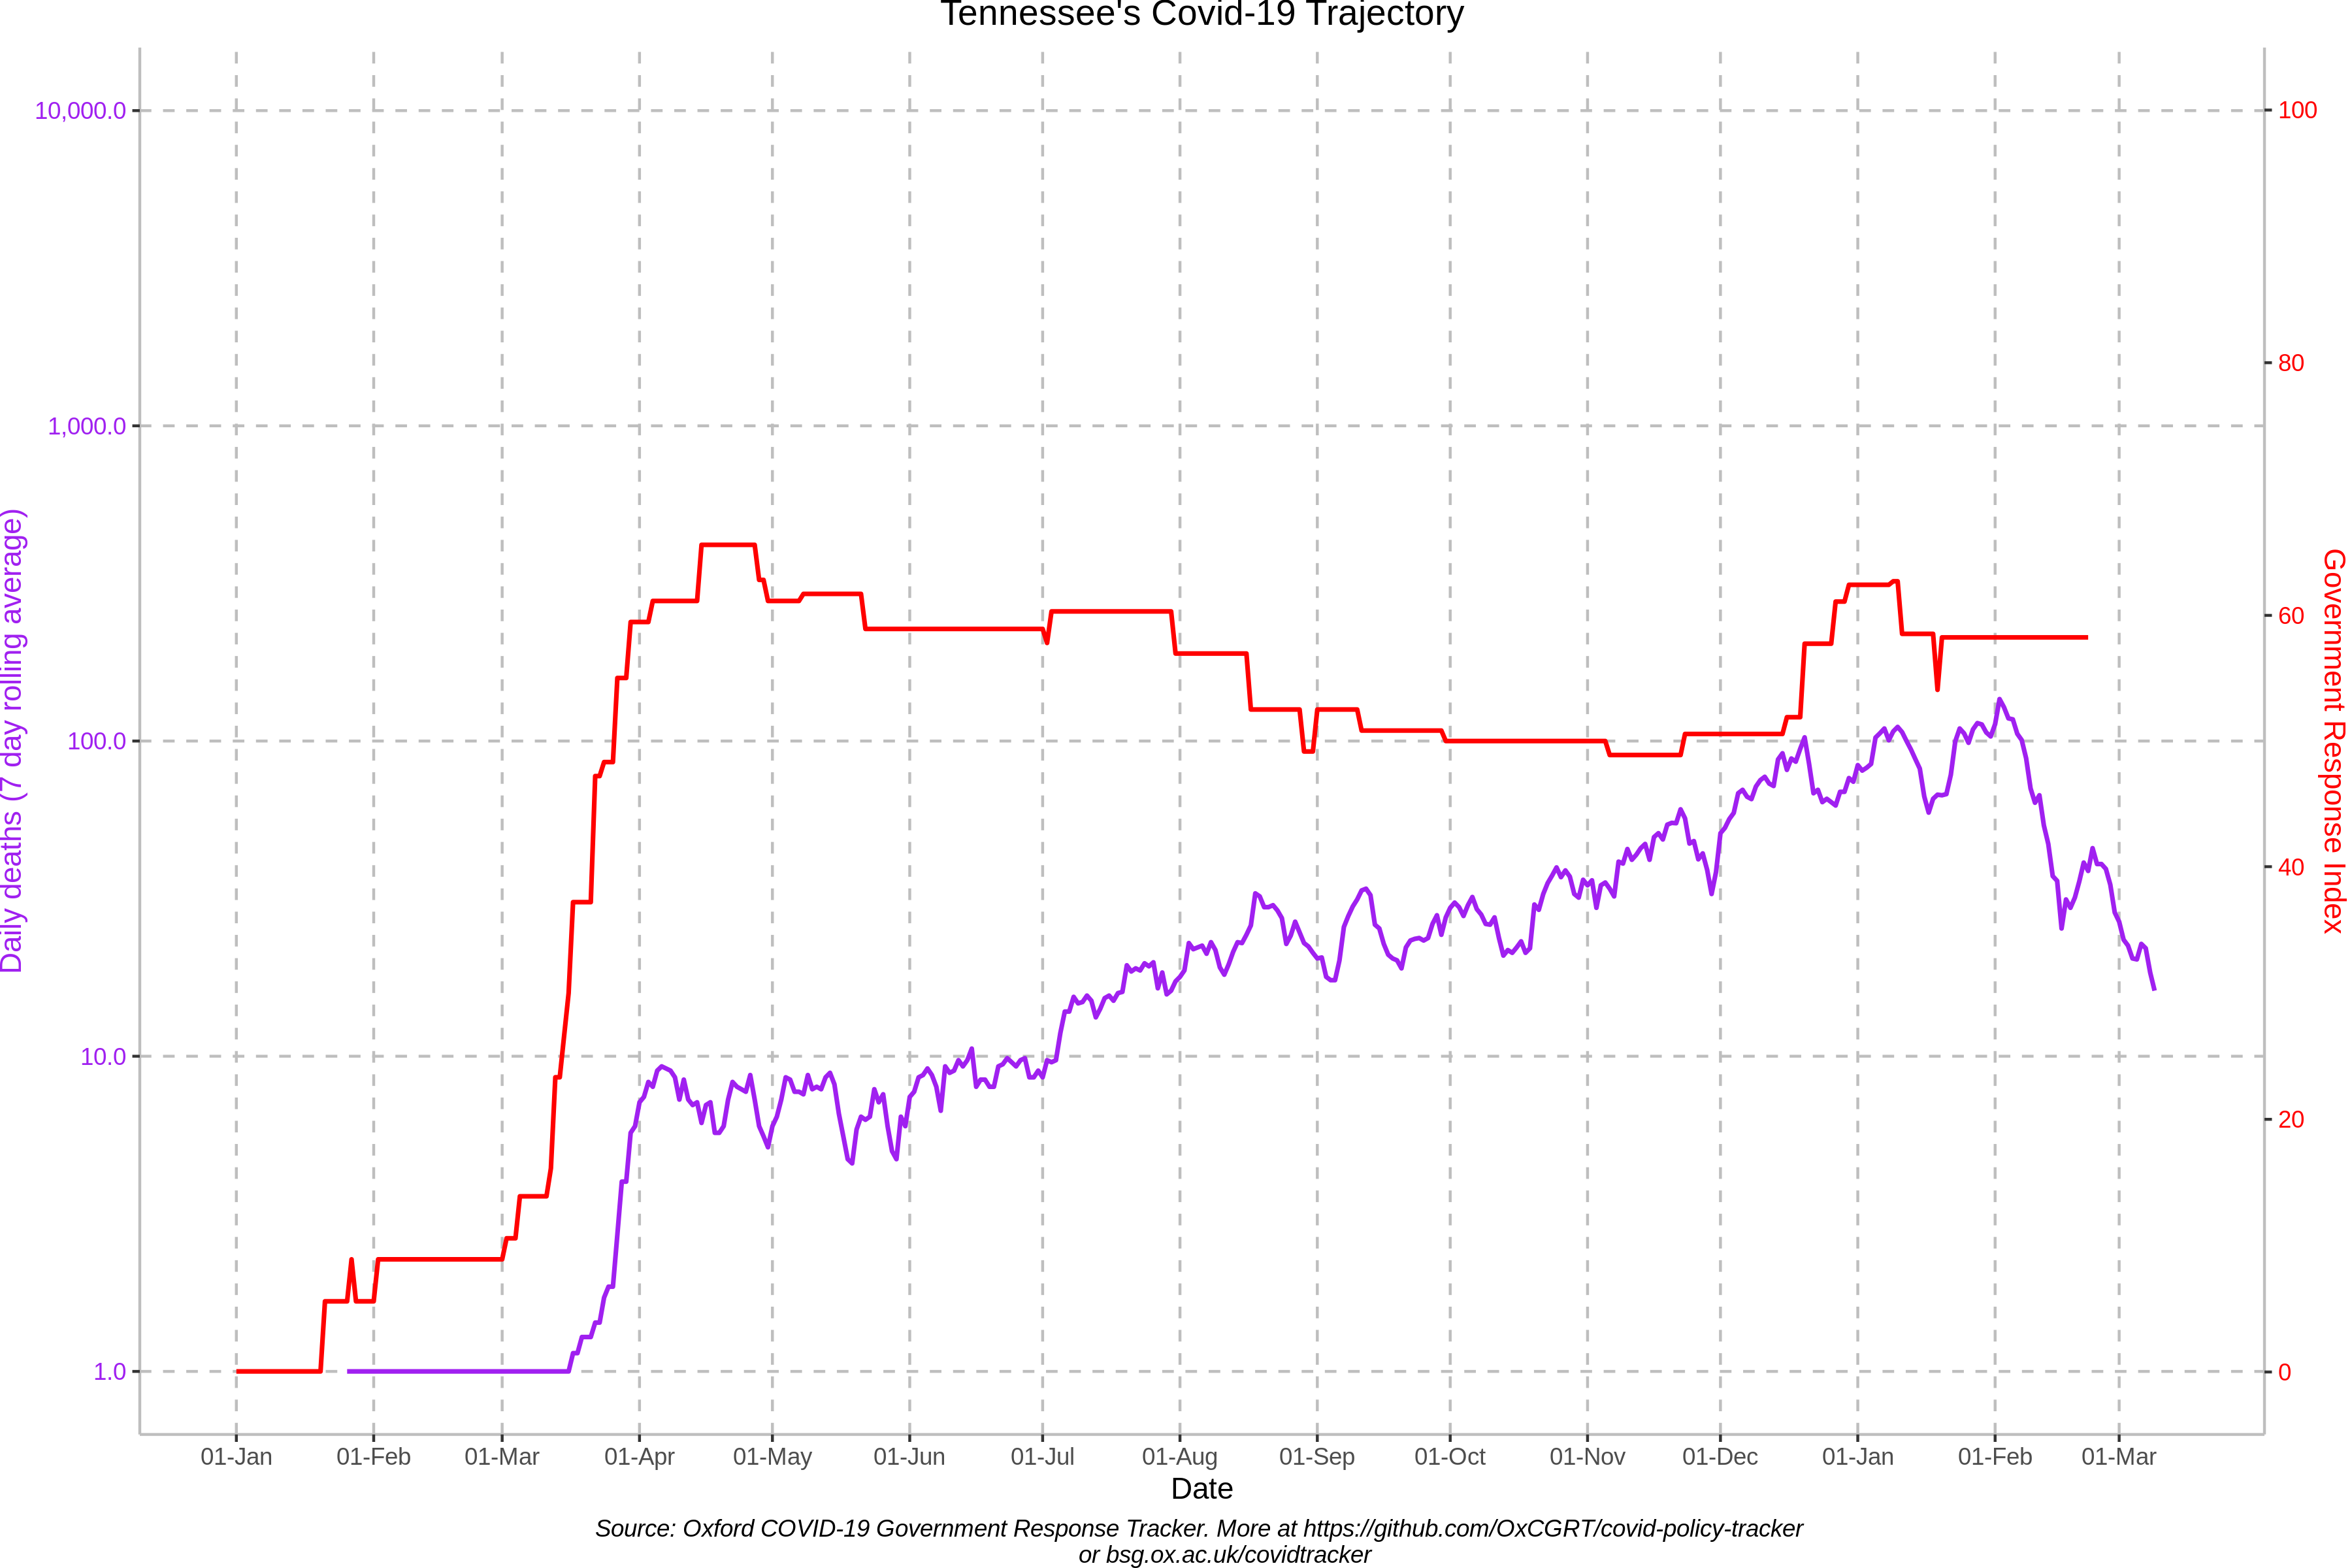 Tennessee's Covid-19 Trajectory
10,000.0
1,000.0
100.0
10.0
1.0
Daily deaths (7 day rolling average)
100
80
60
40
20
0
Government Response Index
01-Jan 01-Feb 01-Mar 01-Apr 01-May 01-Jun 01-Jul 01-Aug 01-Sep 01-Oct 01-Nov 01-Dec 01-Jan 01-Feb 01-Mar
Date
Source: Oxford COVID-19 Government Response Tracker. More at https://github.com/OxCGRT/covid-policy-tracker
or bsg.ox.ac.uk/covidtracker